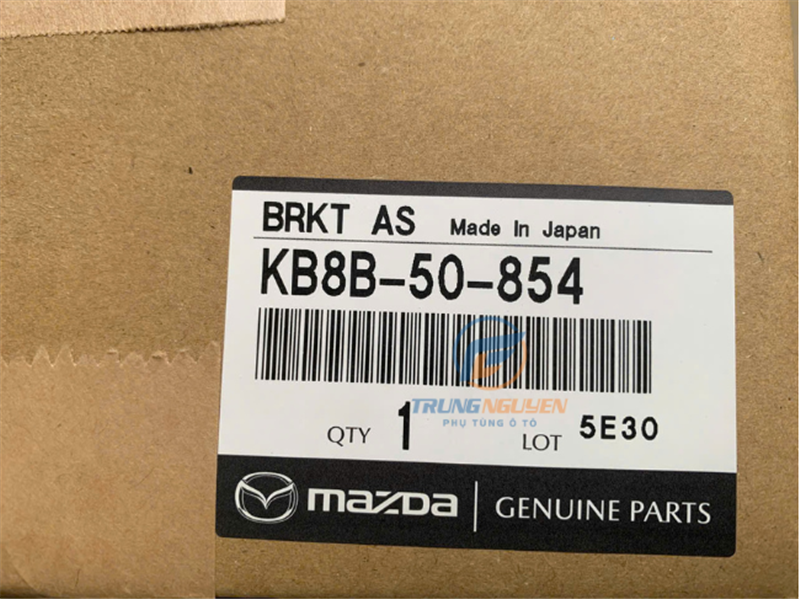 BRKT AS Made In Japan
KB8B-50-854
TRUNG NGUYEN
PHỤ TÙNG Ô TÔ
QTY 1 LOT 5E30
mazda GENUINE PARTS